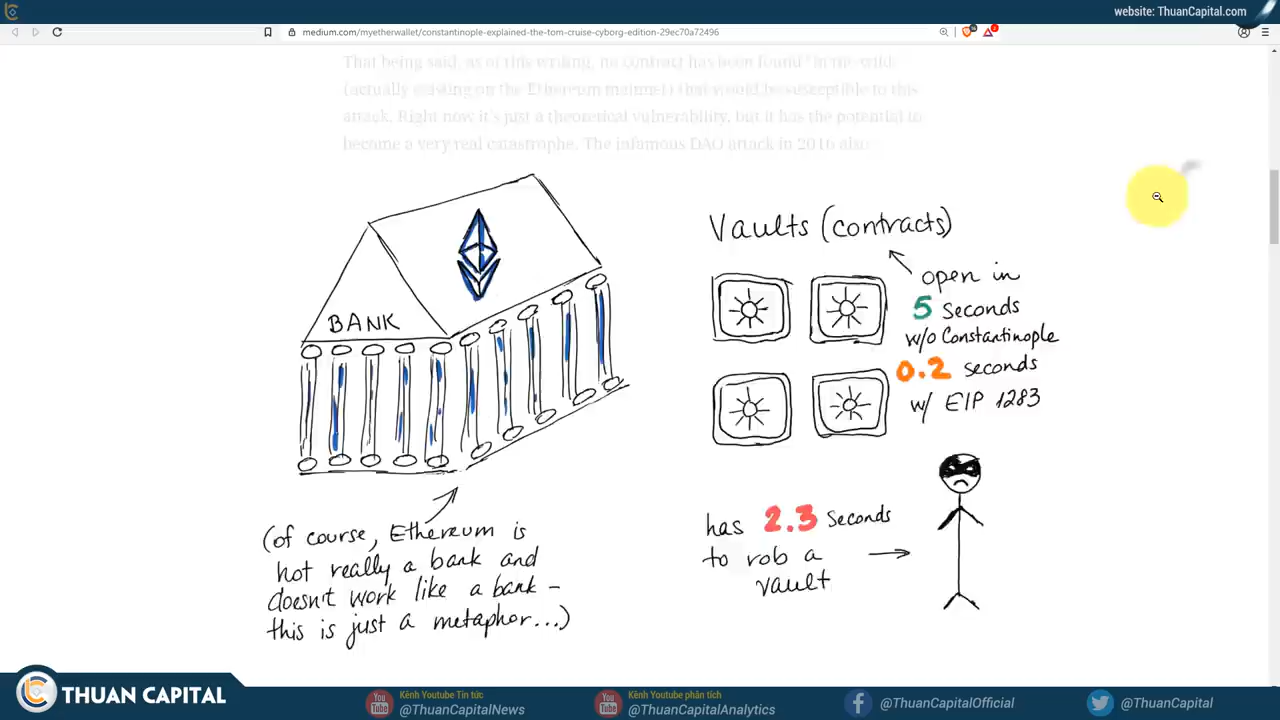 website: ThuanCapital.com
medium.com/myetherwallet/constantinople-explained-the-tom-cruise-cyborg-edition-29ec70a72496
That being said, as of this writing, no contract has been found "in the wild"
(actually existing on the Ethereum mainnet) that would be susceptible to this
attack. Right now it's just a theoretical vulnerability, but it has the potential to
become a very real catastrophe. The infamous DAO attack in 2016 also
BANK
(of course, Ethereum is
not really a bank and
doesn't work like a bank –
this is just a metaphor...)
Vaults (contracts)
open in
5 seconds
w/o Constantinople
0.2 seconds
w/ EIP 1283
has 2.3 Seconds
to rob a
vault
THUAN CAPITAL
You Tube
Kênh Youtube Tin tức
@ThuanCapitalNews
You Tube
Kênh Youtube phân tích
@ThuanCapitalAnalytics
@ThuanCapitalOfficial
@ThuanCapital